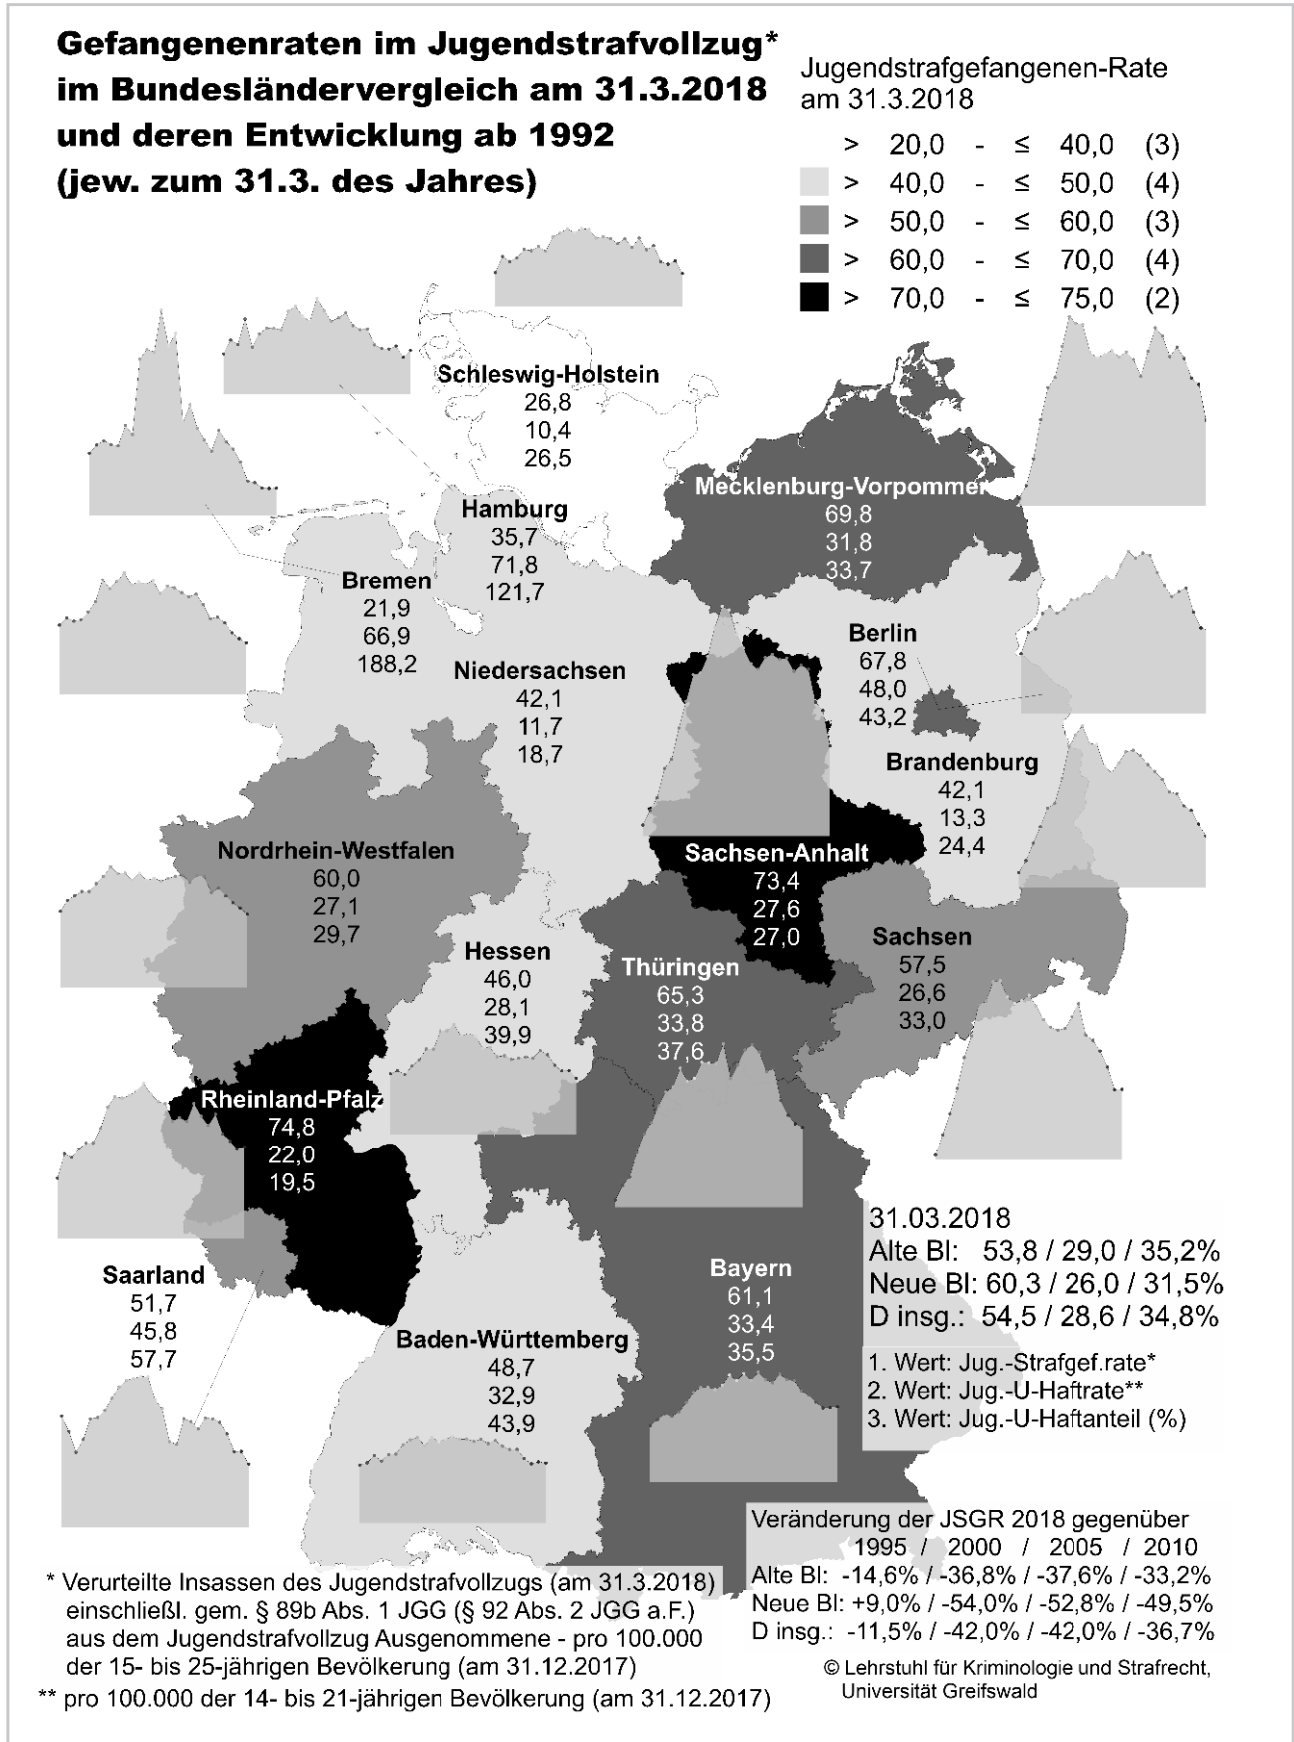 Gefangenenraten im Jugendstrafvollzug*
im Bundesländervergleich am 31.3.2018
und deren Entwicklung ab 1992
(jew. zum 31.3. des Jahres)
Jugendstrafgefangenen-Rate
am 31.3.2018
> 20,0 - ≤ 40,0 (3)
> 40,0 - ≤ 50,0 (4)
> 50,0 - ≤ 60,0 (3)
> 60,0 - ≤ 70,0 (4)
> 70,0 - ≤ 75,0 (2)
Schleswig-Holstein
26,8
10,4
26,5
Mecklenburg-Vorpommer
69,8
31,8
33,7
Hamburg
35,7
71,8
121,7
Bremen
21,9
66,9
188,2
Niedersachsen
42,1
11,7
18,7
Berlin
67,8
48,0
43,2
Brandenburg
42,1
13,3
24,4
Nordrhein-Westfalen
60,0
27,1
29,7
Sachsen-Anhalt
73,4
27,6
27,0
Hessen
46,0
28,1
39,9
Thüringen
65,3
33,8
37,6
Sachsen
57,5
26,6
33,0
Rheinland-Pfalz
74,8
22,0
19,5
Saarland
51,7
45,8
57,7
Baden-Württemberg
48,7
32,9
43,9
Bayern
61,1
33,4
35,5
31.03.2018
Alte Bl: 53,8 / 29,0 / 35,2%
Neue Bl: 60,3 / 26,0 / 31,5%
D insg.: 54,5 / 28,6 / 34,8%
1. Wert: Jug.-Strafgef.rate*
2. Wert: Jug.-U-Haftrate**
3. Wert: Jug.-U-Haftanteil (%)
Veränderung der JSGR 2018 gegenüber
1995 / 2000 / 2005 / 2010
Alte Bl: -14,6% / -36,8% / -37,6% / -33,2%
Neue Bl: +9,0% / -54,0% / -52,8% / -49,5%
D insg.: -11,5% / -42,0% / -42,0% / -36,7%
* Verurteilte Insassen des Jugendstrafvollzugs (am 31.3.2018)
einschließl. gem. § 89b Abs. 1 JGG (§ 92 Abs. 2 JGG a.F.)
aus dem Jugendstrafvollzug Ausgenommene - pro 100.000
der 15- bis 25-jährigen Bevölkerung (am 31.12.2017)
** pro 100.000 der 14- bis 21-jährigen Bevölkerung (am 31.12.2017)
© Lehrstuhl für Kriminologie und Strafrecht,
Universität Greifswald